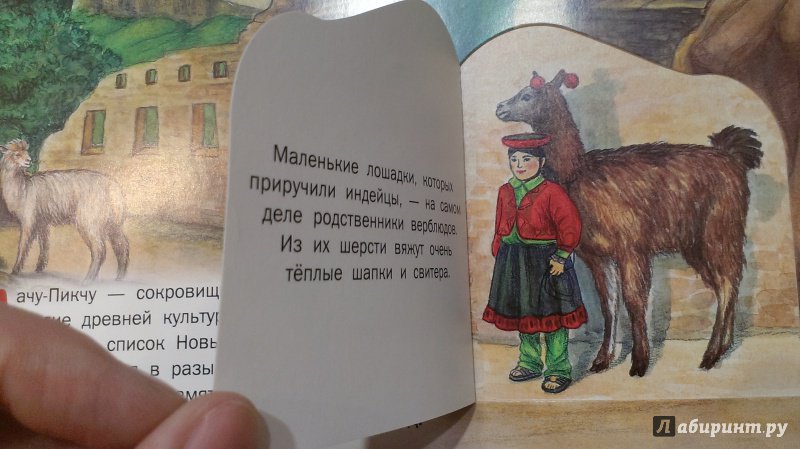 Маленькие лошадки, которых
приручили индейцы, — на самом
деле родственники верблюдов.
Из их шерсти вяжут очень
тёплые шапки и свитера.
ачу-Пикчу — сокровищ
древней культур
список Новы
в разы
Лабиринт.ру